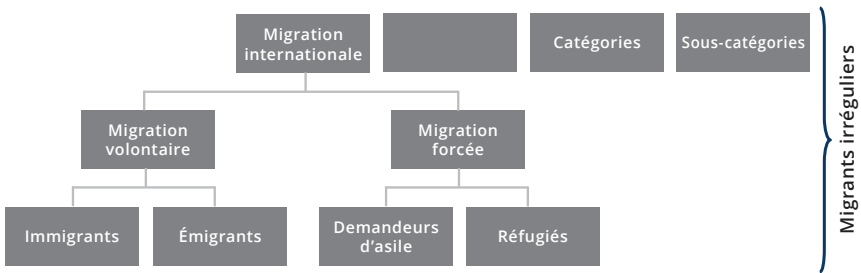 Migration
internationale
Catégories
Sous-catégories
Migration
volontaire
Migration
forcée
Immigrants
Émigrants
Demandeurs
d’asile
Réfugiés
Migrants irréguliers